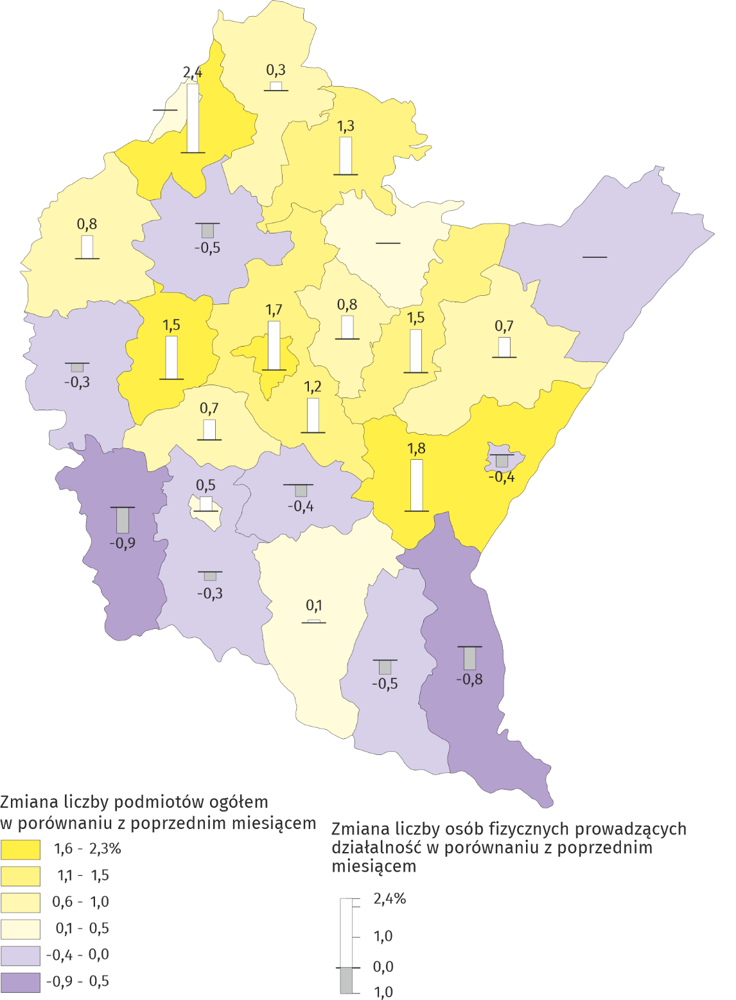 2,4
0,3
1,3
0,8
-0,5
1,7
0,8
1,5
1,5
0,7
-0,3
1,2
0,7
1,8
-0,4
0,5
-0,4
-0,9
-0,3
0,1
-0,5
-0,8
Zmiana liczby podmiotów ogółem
w porównaniu z poprzednim miesiącem
1,6 - 2,3%
1,1 - 1,5
0,6 - 1,0
0,1 - 0,5
-0,4 - 0,0
-0,9 - 0,5
Zmiana liczby osób fizycznych prowadzących
działalność w porównaniu z poprzednim
miesiącem
2,4%
1,0
0,0
1,0